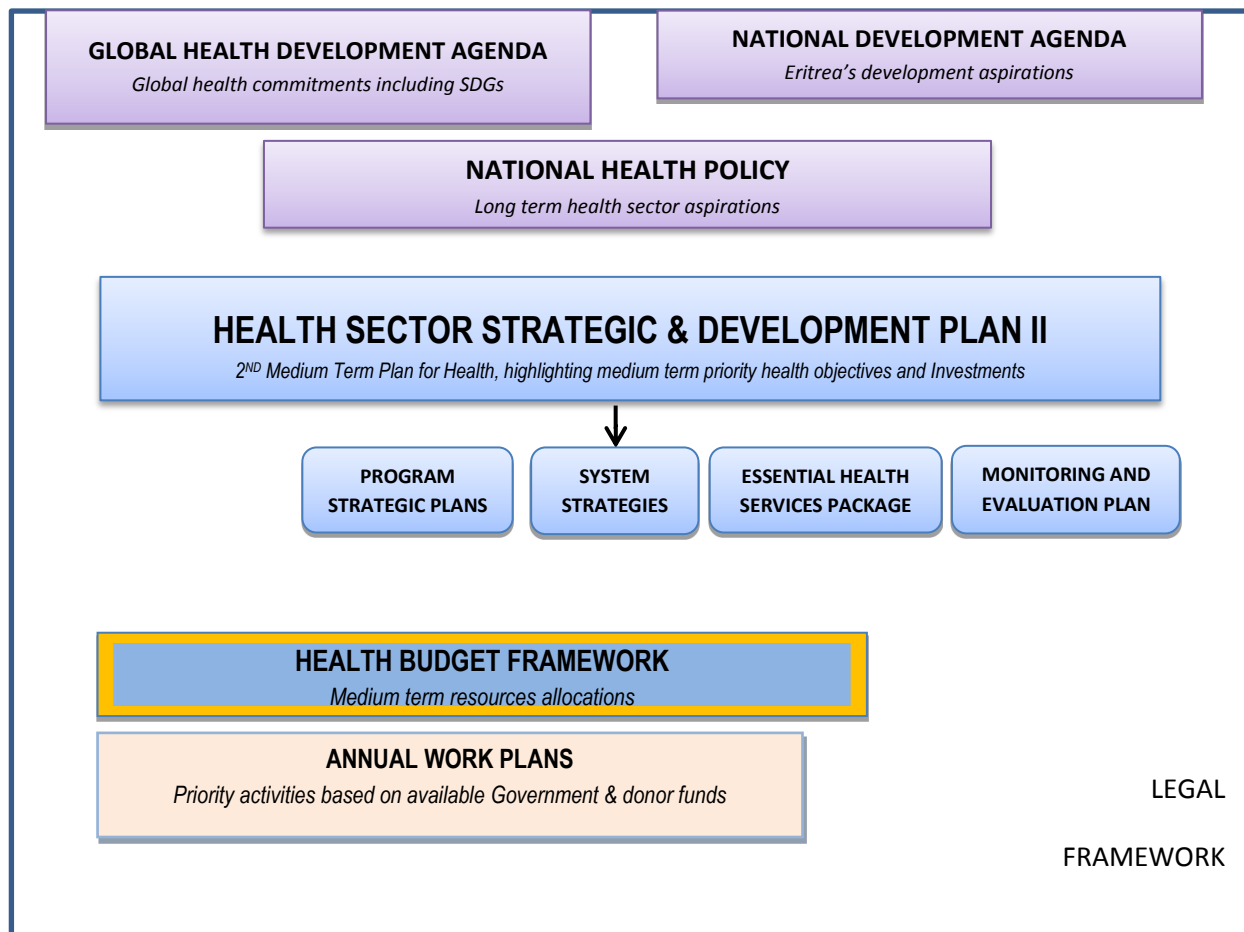 GLOBAL HEALTH DEVELOPMENT AGENDA
Global health commitments including SDGs
NATIONAL DEVELOPMENT AGENDA
Eritrea's development aspirations
NATIONAL HEALTH POLICY
Long term health sector aspirations
HEALTH SECTOR STRATEGIC & DEVELOPMENT PLAN II
2ND Medium Term Plan for Health, highlighting medium term priority health objectives and Investments
PROGRAM
STRATEGIC PLANS
SYSTEM
STRATEGIES
ESSENTIAL HEALTH
SERVICES PACKAGE
MONITORING AND
EVALUATION PLAN
HEALTH BUDGET FRAMEWORK
Medium term resources allocations
ANNUAL WORK PLANS
Priority activities based on available Government & donor funds
LEGAL
FRAMEWORK